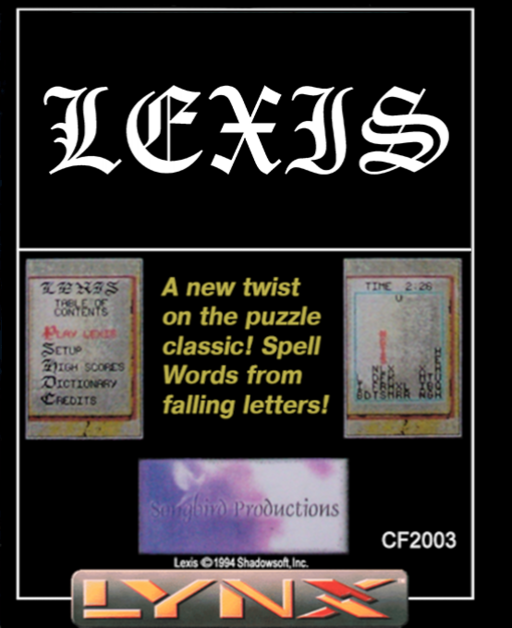 LEXIS
LEXIS
TABLE OF
CONTENTS
PLAY LEXIS
SETUP
HIGH SCORES
DICTIONARY
CREDITS
A new twist
on the puzzle
classic! Spell
Words from
falling letters!
TIME 2:26
U
Songbird Productions
CF2003
Lexis ©1994 Shadowsoft, Inc.
LYNX